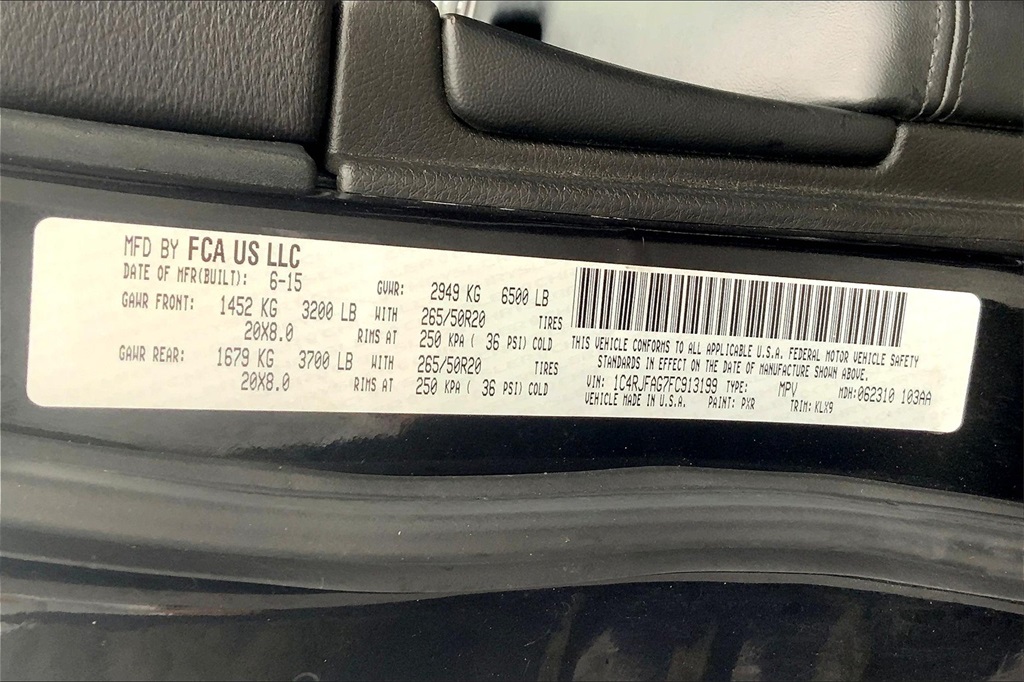 MFD BY FCA US LLC
DATE OF MFR(BUILT): 6-15 GVWR: 2949 KG 6500 LB
GAWR FRONT: 1452 KG 3200 LB WITH 265/50R20 TIRES
20X8.0 RIMS AT 250 KPA ( 36 PSI) COLD
GAWR REAR: 1679 KG 3700 LB WITH 265/50R20 TIRES
20X8.0 RIMS AT 250 KPA ( 36 PSI) COLD
THIS VEHICLE CONFORMS TO ALL APPLICABLE U.S.A. FEDERAL MOTOR VEHICLE SAFETY
STANDARDS IN EFFECT ON THE DATE OF MANUFACTURE SHOWN ABOVE.
VIN: 1C4RJFAG7FC913199 TYPE: MPV MDH:062310 103AA
VEHICLE MADE IN U.S.A. PAINT: PXR TRIM: KLX9